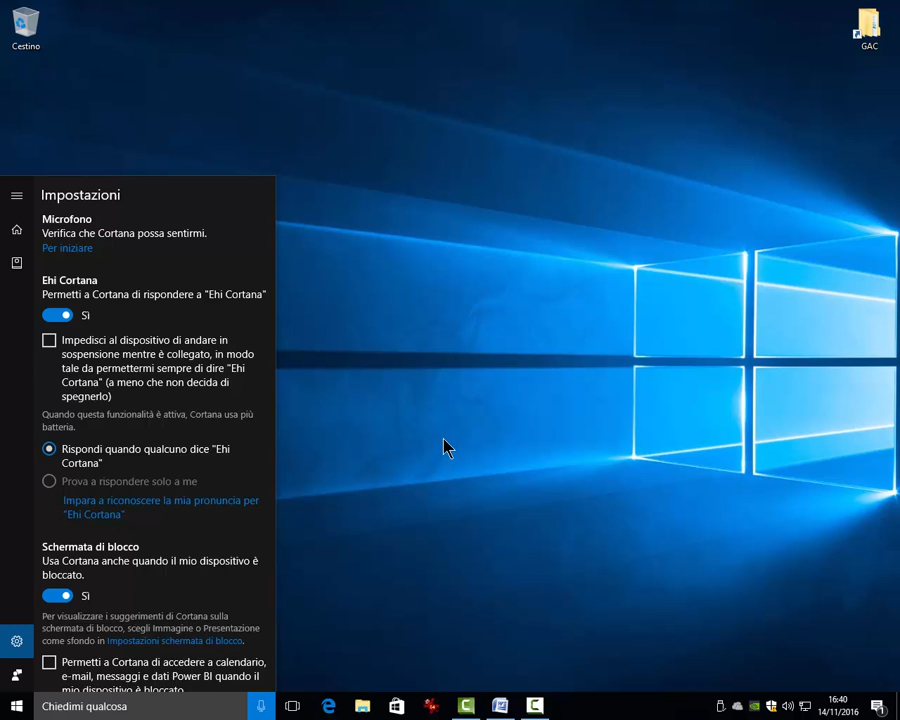 Cestino
GAC
Impostazioni
Microfono
Verifica che Cortana possa sentirmi.
Per iniziare
Ehi Cortana
Permetti a Cortana di rispondere a "Ehi Cortana"
Sì
Impedisci al dispositivo di andare in
sospensione mentre è collegato, in modo
tale da permettermi sempre di dire "Ehi
Cortana" (a meno che non decida di
spegnerlo)
Quando questa funzionalità è attiva, Cortana usa più
batteria.
Rispondi quando qualcuno dice "Ehi
Cortana"
Prova a rispondere solo a me
Impara a riconoscere la mia pronuncia per
"Ehi Cortana"
Schermata di blocco
Usa Cortana anche quando il mio dispositivo è
bloccato.
Sì
Per visualizzare i suggerimenti di Cortana sulla
schermata di blocco, scegli Immagine o Presentazione
come sfondo in Impostazioni schermata di blocco.
Permetti a Cortana di accedere a calendario,
e-mail, messaggi e dati Power BI quando il
mio dispositivo è bloccato.
Chiedimi qualcosa
16:40
14/11/2016
1